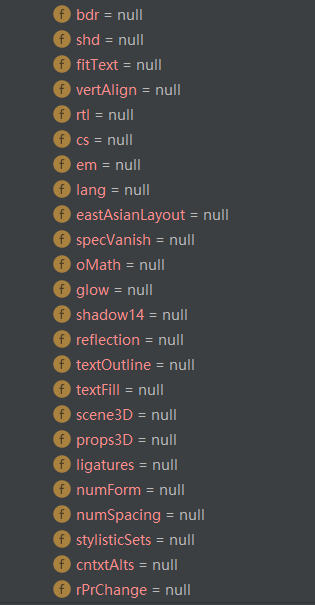 f bdr = null
f shd = null
f fitText = null
f vertAlign = null
f rtl = null
f cs = null
f em = null
f lang = null
f eastAsianLayout = null
f specVanish = null
f oMath = null
f glow = null
f shadow14 = null
f reflection = null
f textOutline = null
f textFill = null
f scene3D = null
f props3D = null
f ligatures = null
f numForm = null
f numSpacing = null
f stylisticSets = null
f cntxtAlts = null
f rPrChange = null